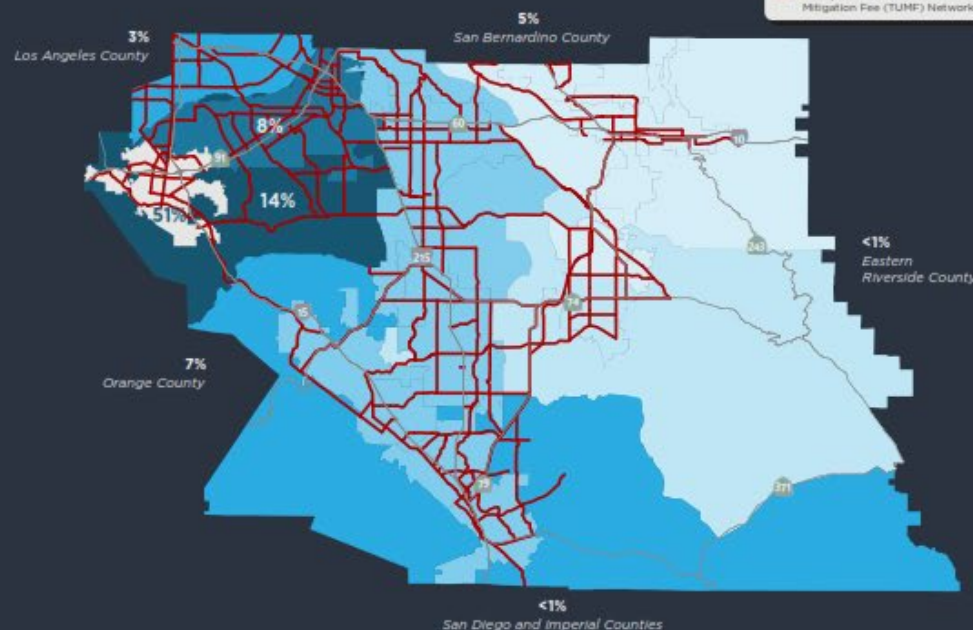 Mitigation Fee (TUMF) Network
5%
San Bernardino County
3%
Los Angeles County
8%
60
10
91
14%
51%
215
243
<1%
Eastern
Riverside County
74
15
7%
Orange County
79
371
<1%
San Diego and Imperial Counties